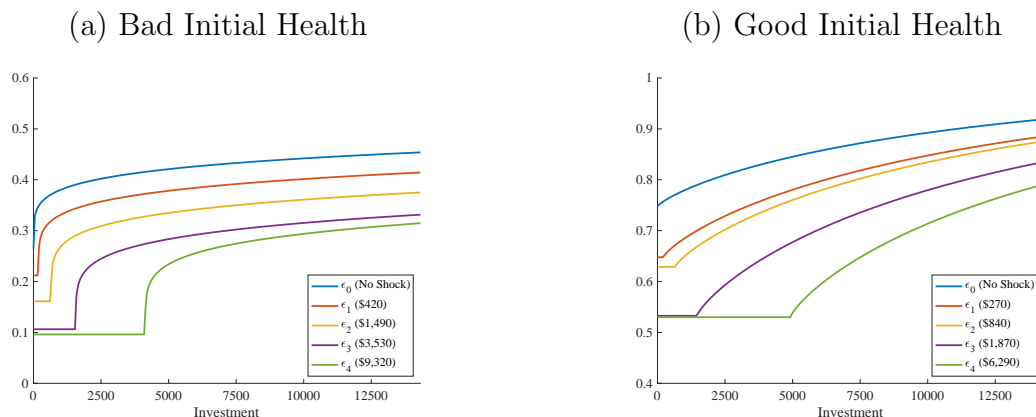 (a) Bad Initial Health
0.6
0.5
0.4
0.3
0.2
0.1
0
0 2500 5000 7500 10000 12500
Investment
ϵ0 (No Shock)
ϵ1 ($420)
ϵ2 ($1,490)
ϵ3 ($3,530)
ϵ4 ($9,320)
(b) Good Initial Health
1
0.9
0.8
0.7
0.6
0.5
0.4
0 2500 5000 7500 10000 12500
Investment
ϵ0 (No Shock)
ϵ1 ($270)
ϵ2 ($840)
ϵ3 ($1,870)
ϵ4 ($6,290)